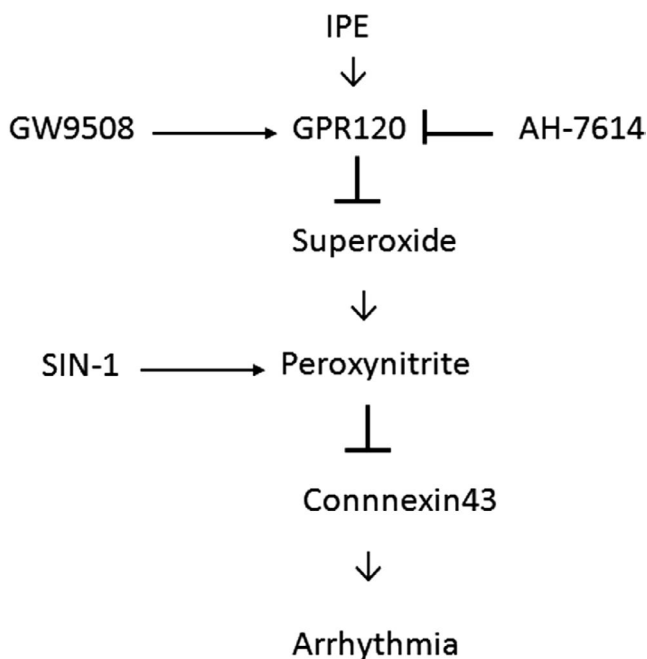 IPE
GW9508 GPR120 AH-7614
Superoxide
SIN-1 Peroxynitrite
Connnexin43
Arrhythmia